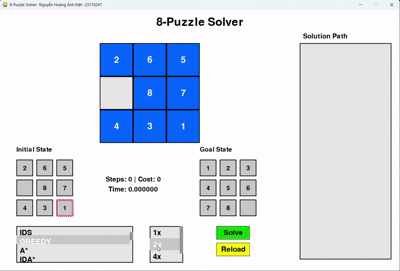 8-Puzzle Solver - Nguyễn Hoàng Anh Kiệt -23110247
8-Puzzle Solver
Solution Path
2 6 5
8 7
4 3 1
Initial State
Goal State
2 6 5
8 7
4 3 1
Steps: 0 | Cost: 0
Time: 0.000000
1 2 3
4 5 6
7 8
IDS
GREEDY
A*
IDA*
1x
2x
4x
Solve
Reload